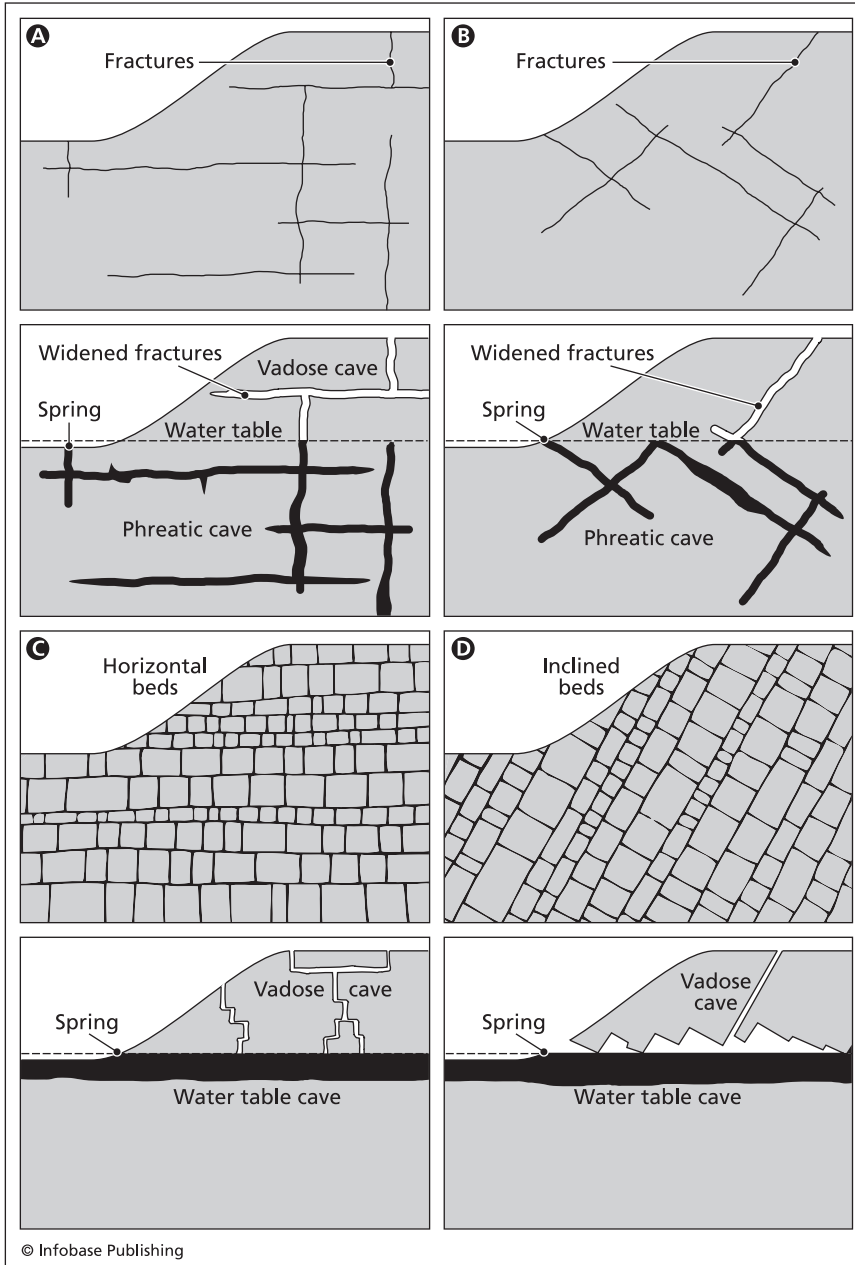 A
Fractures
B
Fractures
Widened fractures
Vadose cave
Spring
Water table
Phreatic cave
Widened fractures
Spring
Water table
Phreatic cave
C
Horizontal
beds
D
Inclined
beds
Vadose cave
Spring
Water table cave
Vadose
cave
Spring
Water table cave
© Infobase Publishing